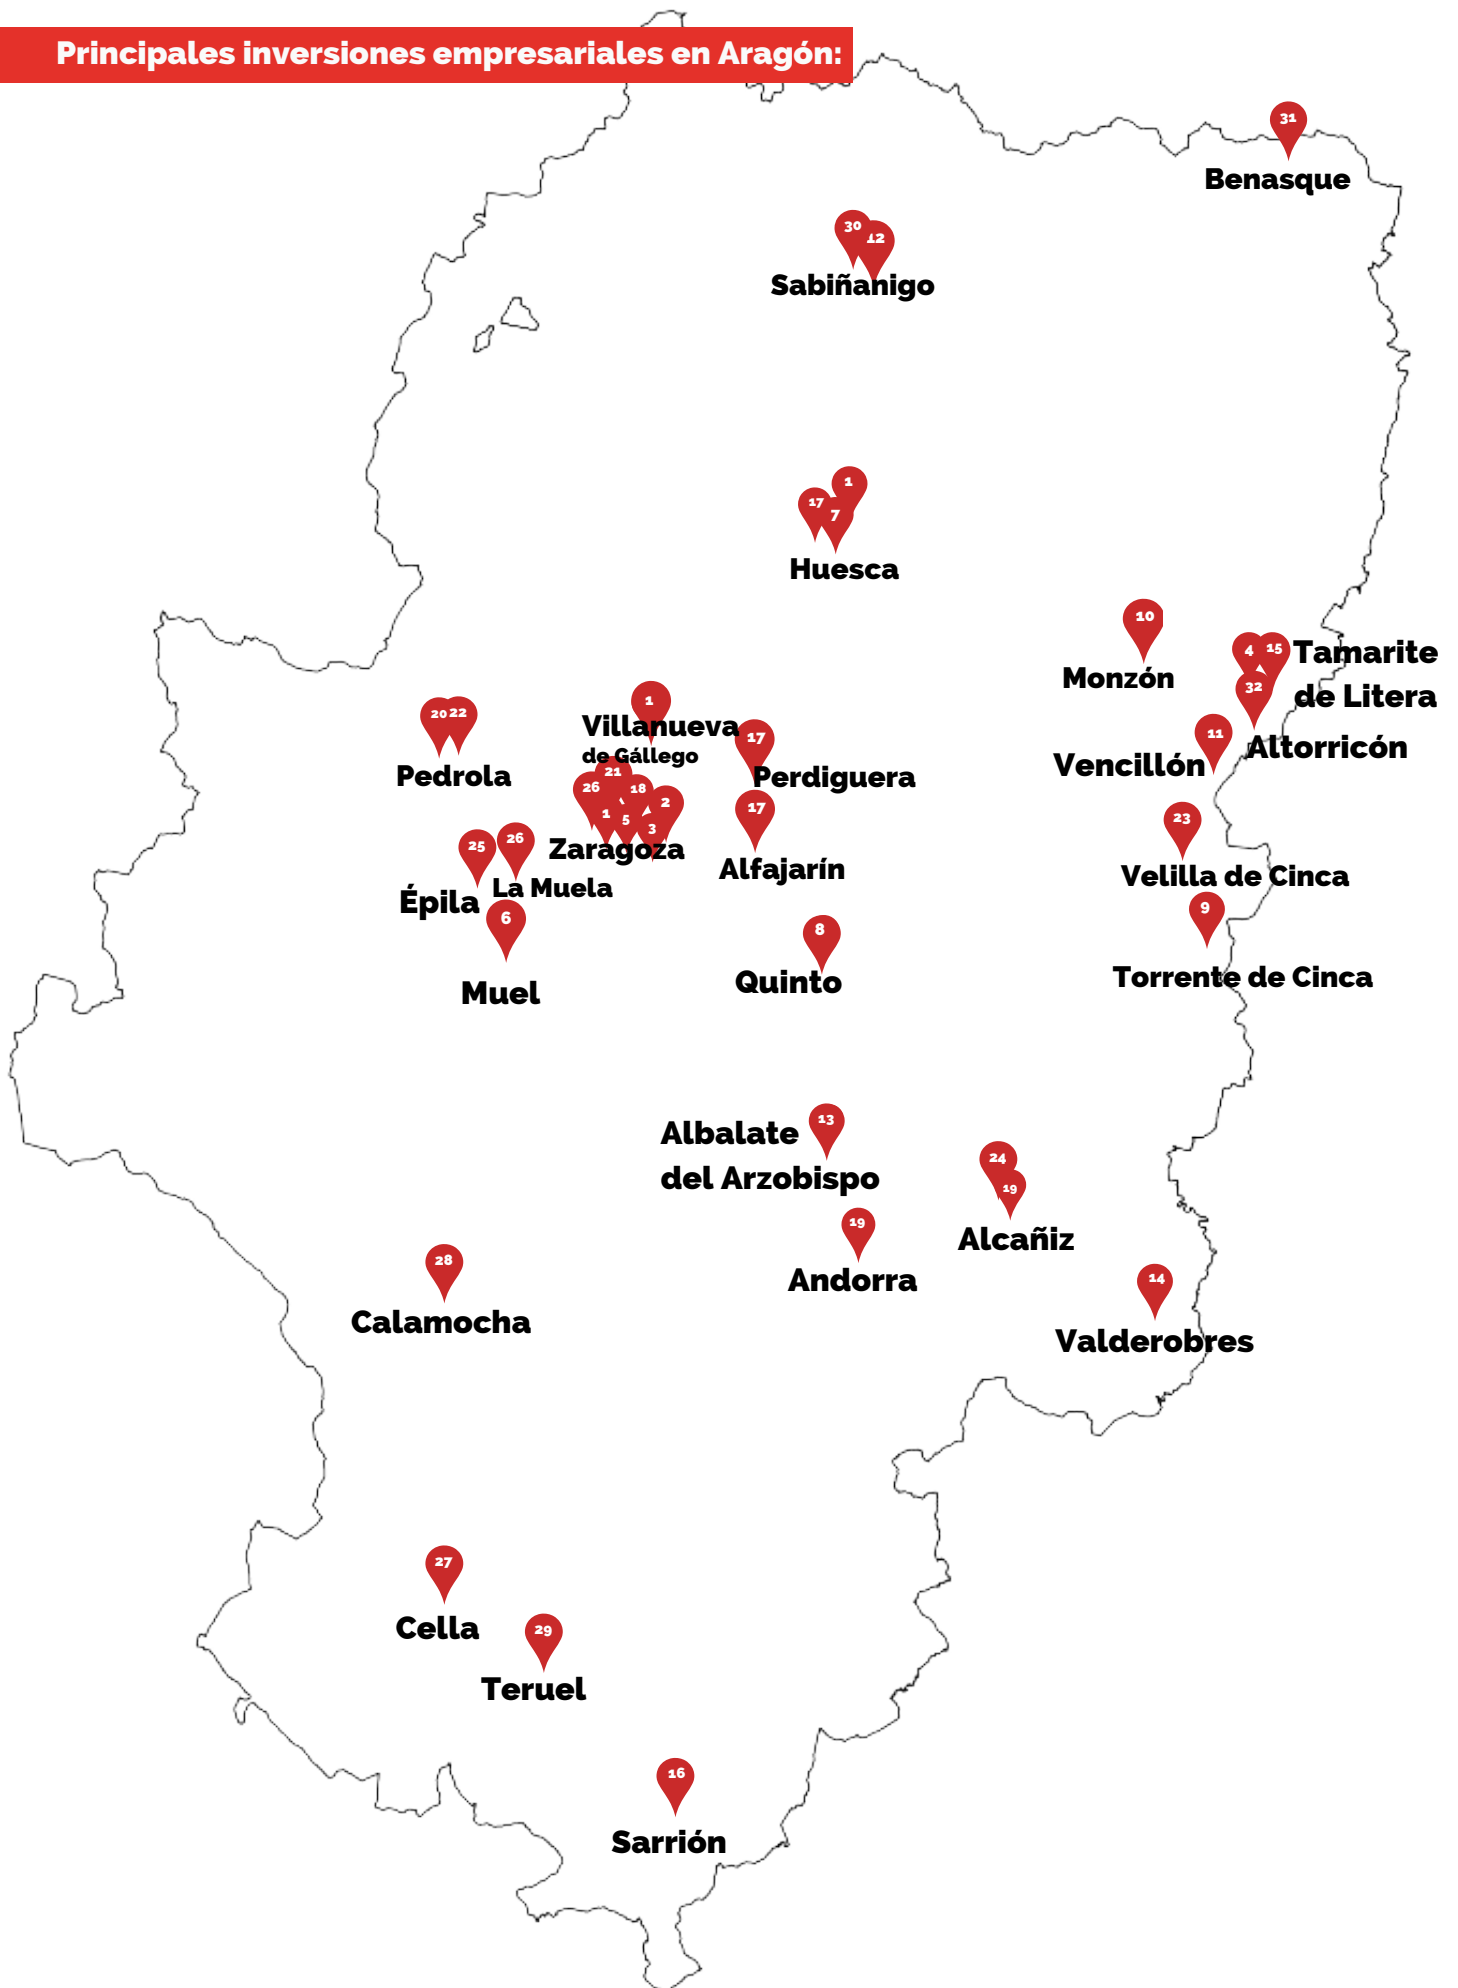 Principales inversiones empresariales en Aragón:
31
Benasque
30
12
Sabiñanigo
1
17
7
Huesca
10
Monzón
4
15
Tamarite
de Litera
32
Altorricón
11
Vencillón
20
22
Pedrola
1
Villanueva
de Gállego
17
Perdiguera
21
26
18
2
1
5
3
Zaragoza
17
Alfajarín
23
Velilla de Cinca
25
Épila
26
La Muela
6
Muel
8
Quinto
9
Torrente de Cinca
13
Albalate
del Arzobispo
24
19
Alcañiz
19
Andorra
28
Calamocha
14
Valderobres
27
Cella
29
Teruel
16
Sarrión